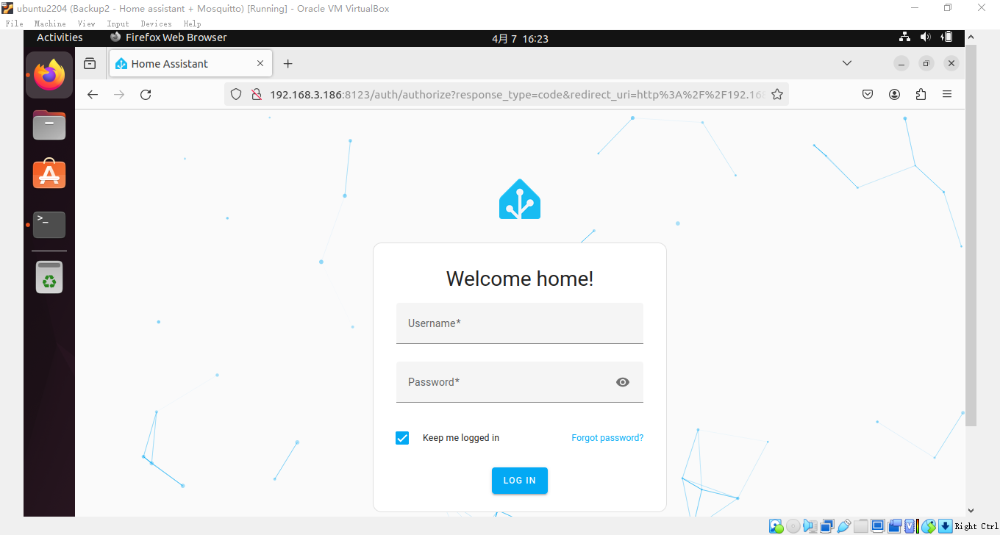 ubuntu2204 (Backup2 - Home assistant + Mosquitto) [Running] - Oracle VM VirtualBox
File Machine View Input Devices Help
Activities Firefox Web Browser 4月 7 16:23
Home Assistant
192.168.3.186:8123/auth/authorize?response_type=code&redirect_uri=http%3A%2F%2F192.168
Welcome home!
Username*
Password*
Keep me logged in Forgot password?
LOG IN
Right Ctrl